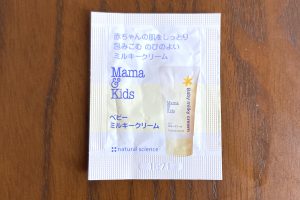 赤ちゃんの肌をしっとり
包みこむ のびのよい
ミルキークリーム
Mama
&
Kids
ベビー
ミルキークリーム
natural science
Mama
Kids
Baby milky cream